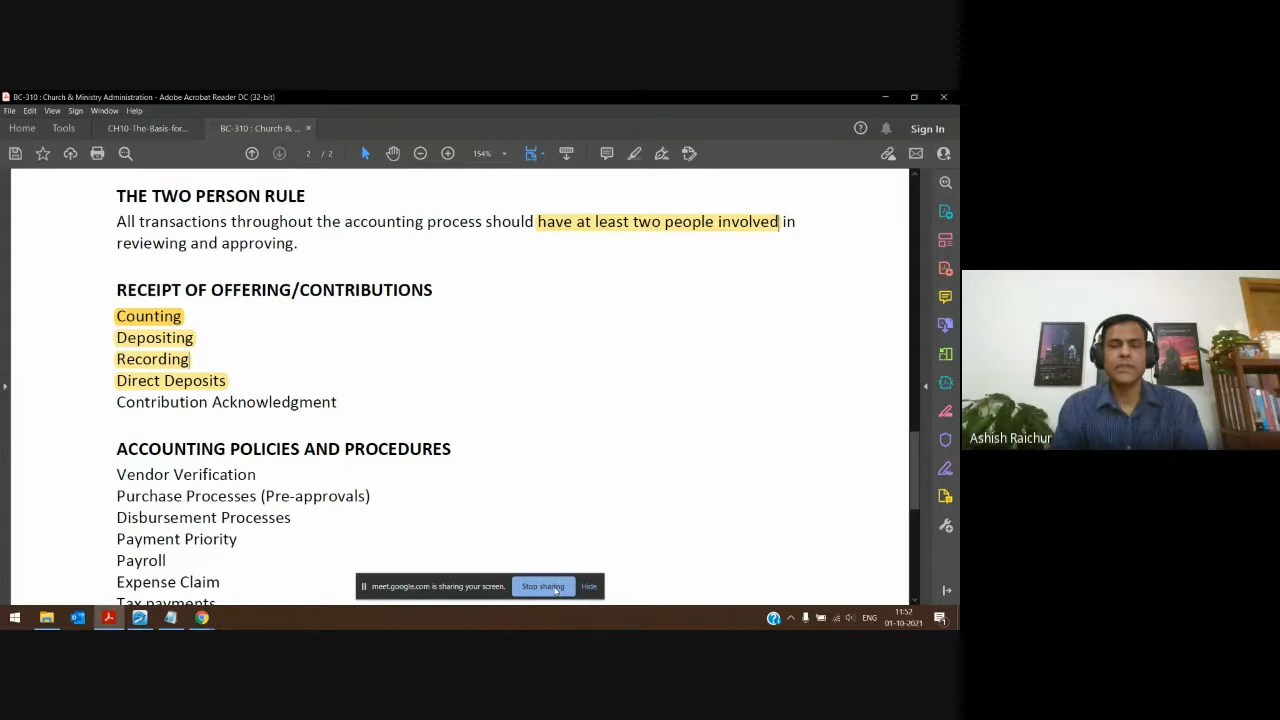 BC-310 : Church & Ministry Administration - Adobe Acrobat Reader DC (32-bit)
File Edit View Sign Window Help
Home Tools CH10-The-Basis-for... BC-310 : Church & ... × Sign In
2 / 2 154%
THE TWO PERSON RULE
All transactions throughout the accounting process should have at least two people involved in
reviewing and approving.
RECEIPT OF OFFERING/CONTRIBUTIONS
Counting
Depositing
Recording
Direct Deposits
Contribution Acknowledgment
ACCOUNTING POLICIES AND PROCEDURES
Vendor Verification
Purchase Processes (Pre-approvals)
Disbursement Processes
Payment Priority
Payroll
Expense Claim
Tax payments
meet.google.com is sharing your screen. Stop sharing Hide
ENG 11:52
01-10-2021
Ashish Raichur